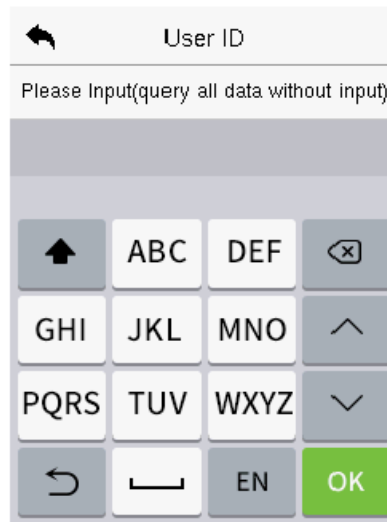 User ID
Please Input(query all data without input)
ABC DEF
GHI JKL MNO
PQRS TUV WXYZ
EN OK